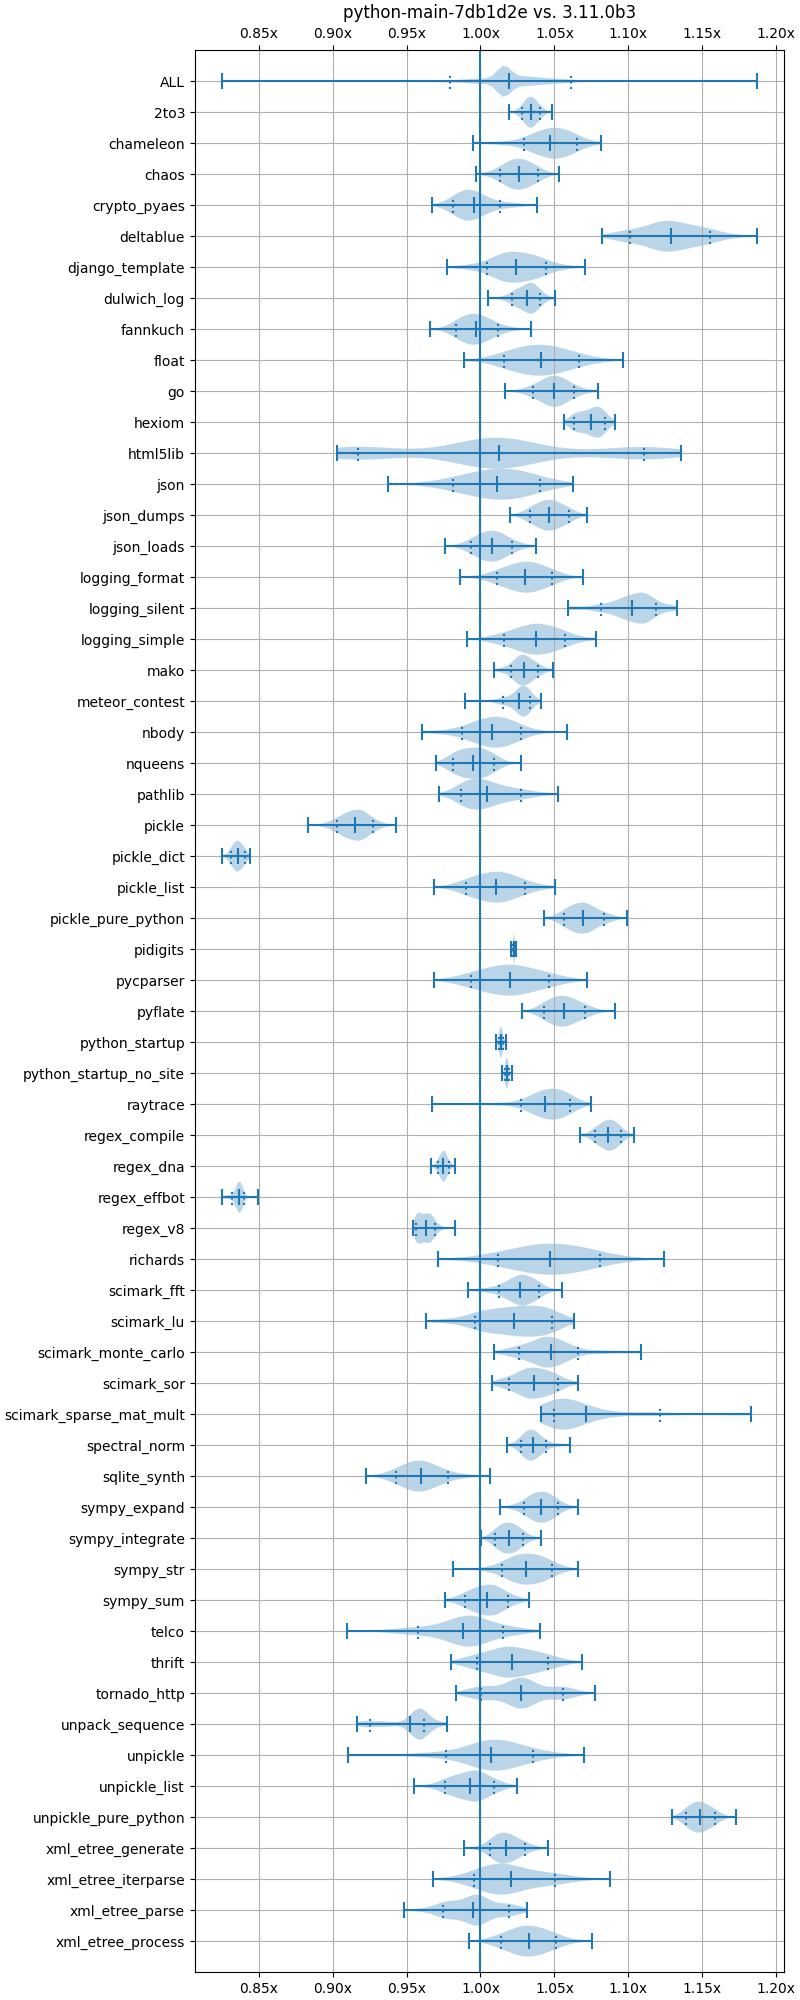 python-main-7db1d2e vs. 3.11.0b3
0.85x 0.90x 0.95x 1.00x 1.05x 1.10x 1.15x 1.20x
ALL
2to3
chameleon
chaos
crypto_pyaes
deltablue
django_template
dulwich_log
fannkuch
float
go
hexiom
html5lib
json
json_dumps
json_loads
logging_format
logging_silent
logging_simple
mako
meteor_contest
nbody
nqueens
pathlib
pickle
pickle_dict
pickle_list
pickle_pure_python
pidigits
pycparser
pyflate
python_startup
python_startup_no_site
raytrace
regex_compile
regex_dna
regex_effbot
regex_v8
richards
scimark_fft
scimark_lu
scimark_monte_carlo
scimark_sor
scimark_sparse_mat_mult
spectral_norm
sqlite_synth
sympy_expand
sympy_integrate
sympy_str
sympy_sum
telco
thrift
tornado_http
unpack_sequence
unpickle
unpickle_list
unpickle_pure_python
xml_etree_generate
xml_etree_iterparse
xml_etree_parse
xml_etree_process
0.85x 0.90x 0.95x 1.00x 1.05x 1.10x 1.15x 1.20x